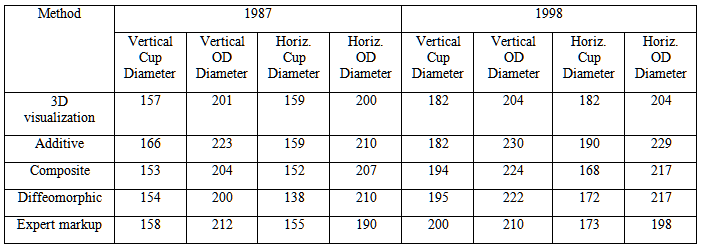 Method 1987 1998
Vertical Cup Diameter Vertical OD Diameter Horiz. Cup Diameter Horiz. OD Diameter Vertical Cup Diameter Vertical OD Diameter Horiz. Cup Diameter Horiz. OD Diameter
3D visualization 157 201 159 200 182 204 182 204
Additive 166 223 159 210 182 230 190 229
Composite 153 204 152 207 194 224 168 217
Diffeomorphic 154 200 138 210 195 222 172 217
Expert markup 158 212 155 190 200 210 173 198